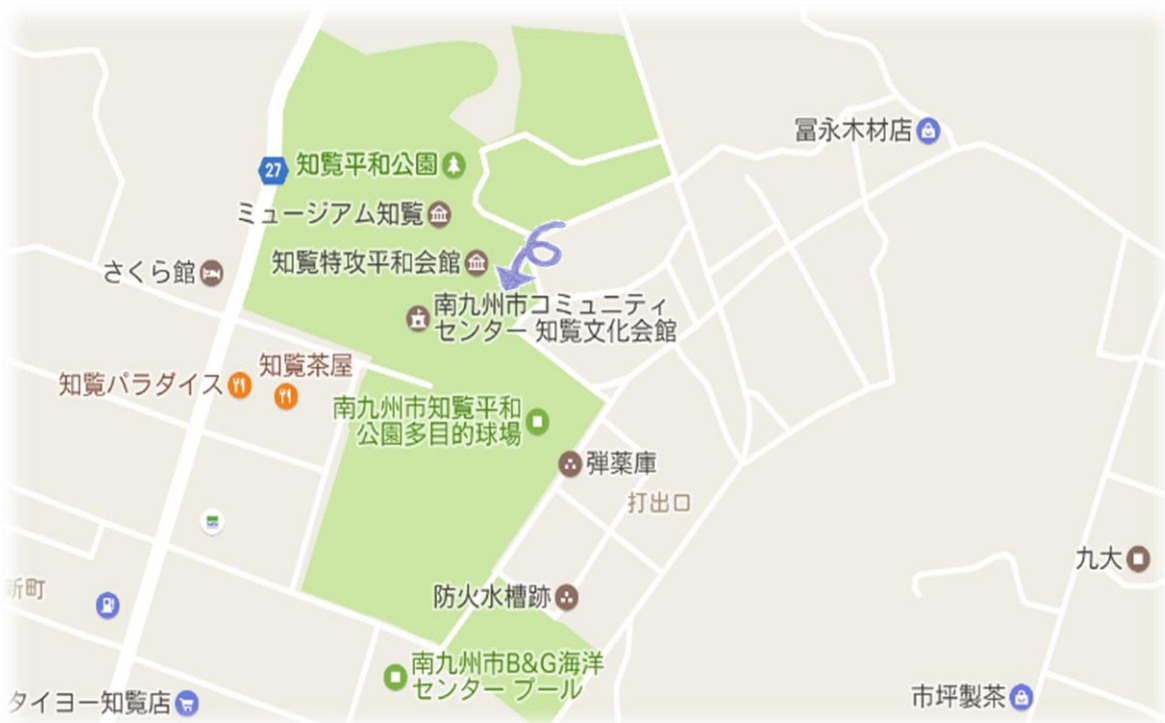 冨永木材店
知覧平和公園
27
ミュージアム知覧
知覧特攻平和会館
さくら館
南九州市コミュニティ
センター 知覧文化会館
知覧茶屋
知覧パラダイス
南九州市知覧平和
公園多目的球場
弾薬庫
打出口
九大
新町
防火水槽跡
南九州市B&G海洋
センター プール
タイヨー知覧店
市坪製茶